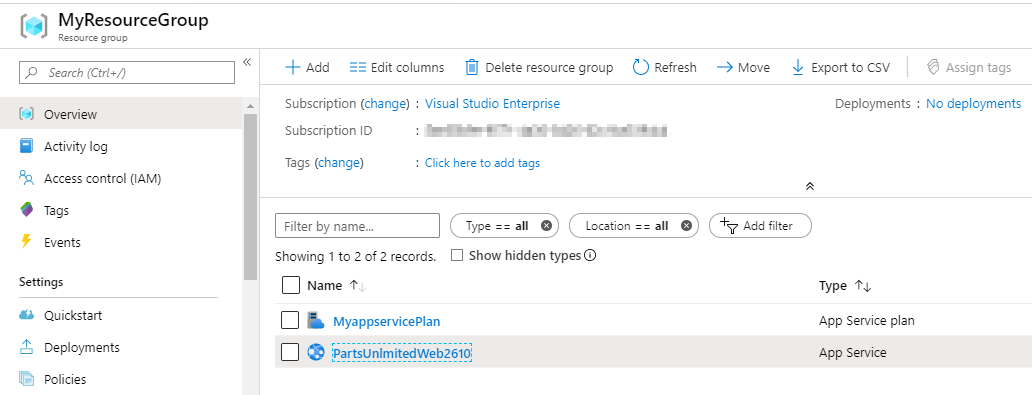 MyResourceGroup
Resource group
Search (Ctrl+/)
«
Overview
Activity log
Access control (IAM)
Tags
Events
Settings
Quickstart
Deployments
Policies
Add Edit columns Delete resource group Refresh Move Export to CSV Assign tags
Subscription (change) : Visual Studio Enterprise Deployments : No deployments
Subscription ID :
Tags (change) : Click here to add tags
Filter by name... Type == all Location == all Add filter
Showing 1 to 2 of 2 records. Show hidden types
Name ↑↓ Type ↑↓
MyappservicePlan App Service plan
PartsUnlmitedWeb2610 App Service